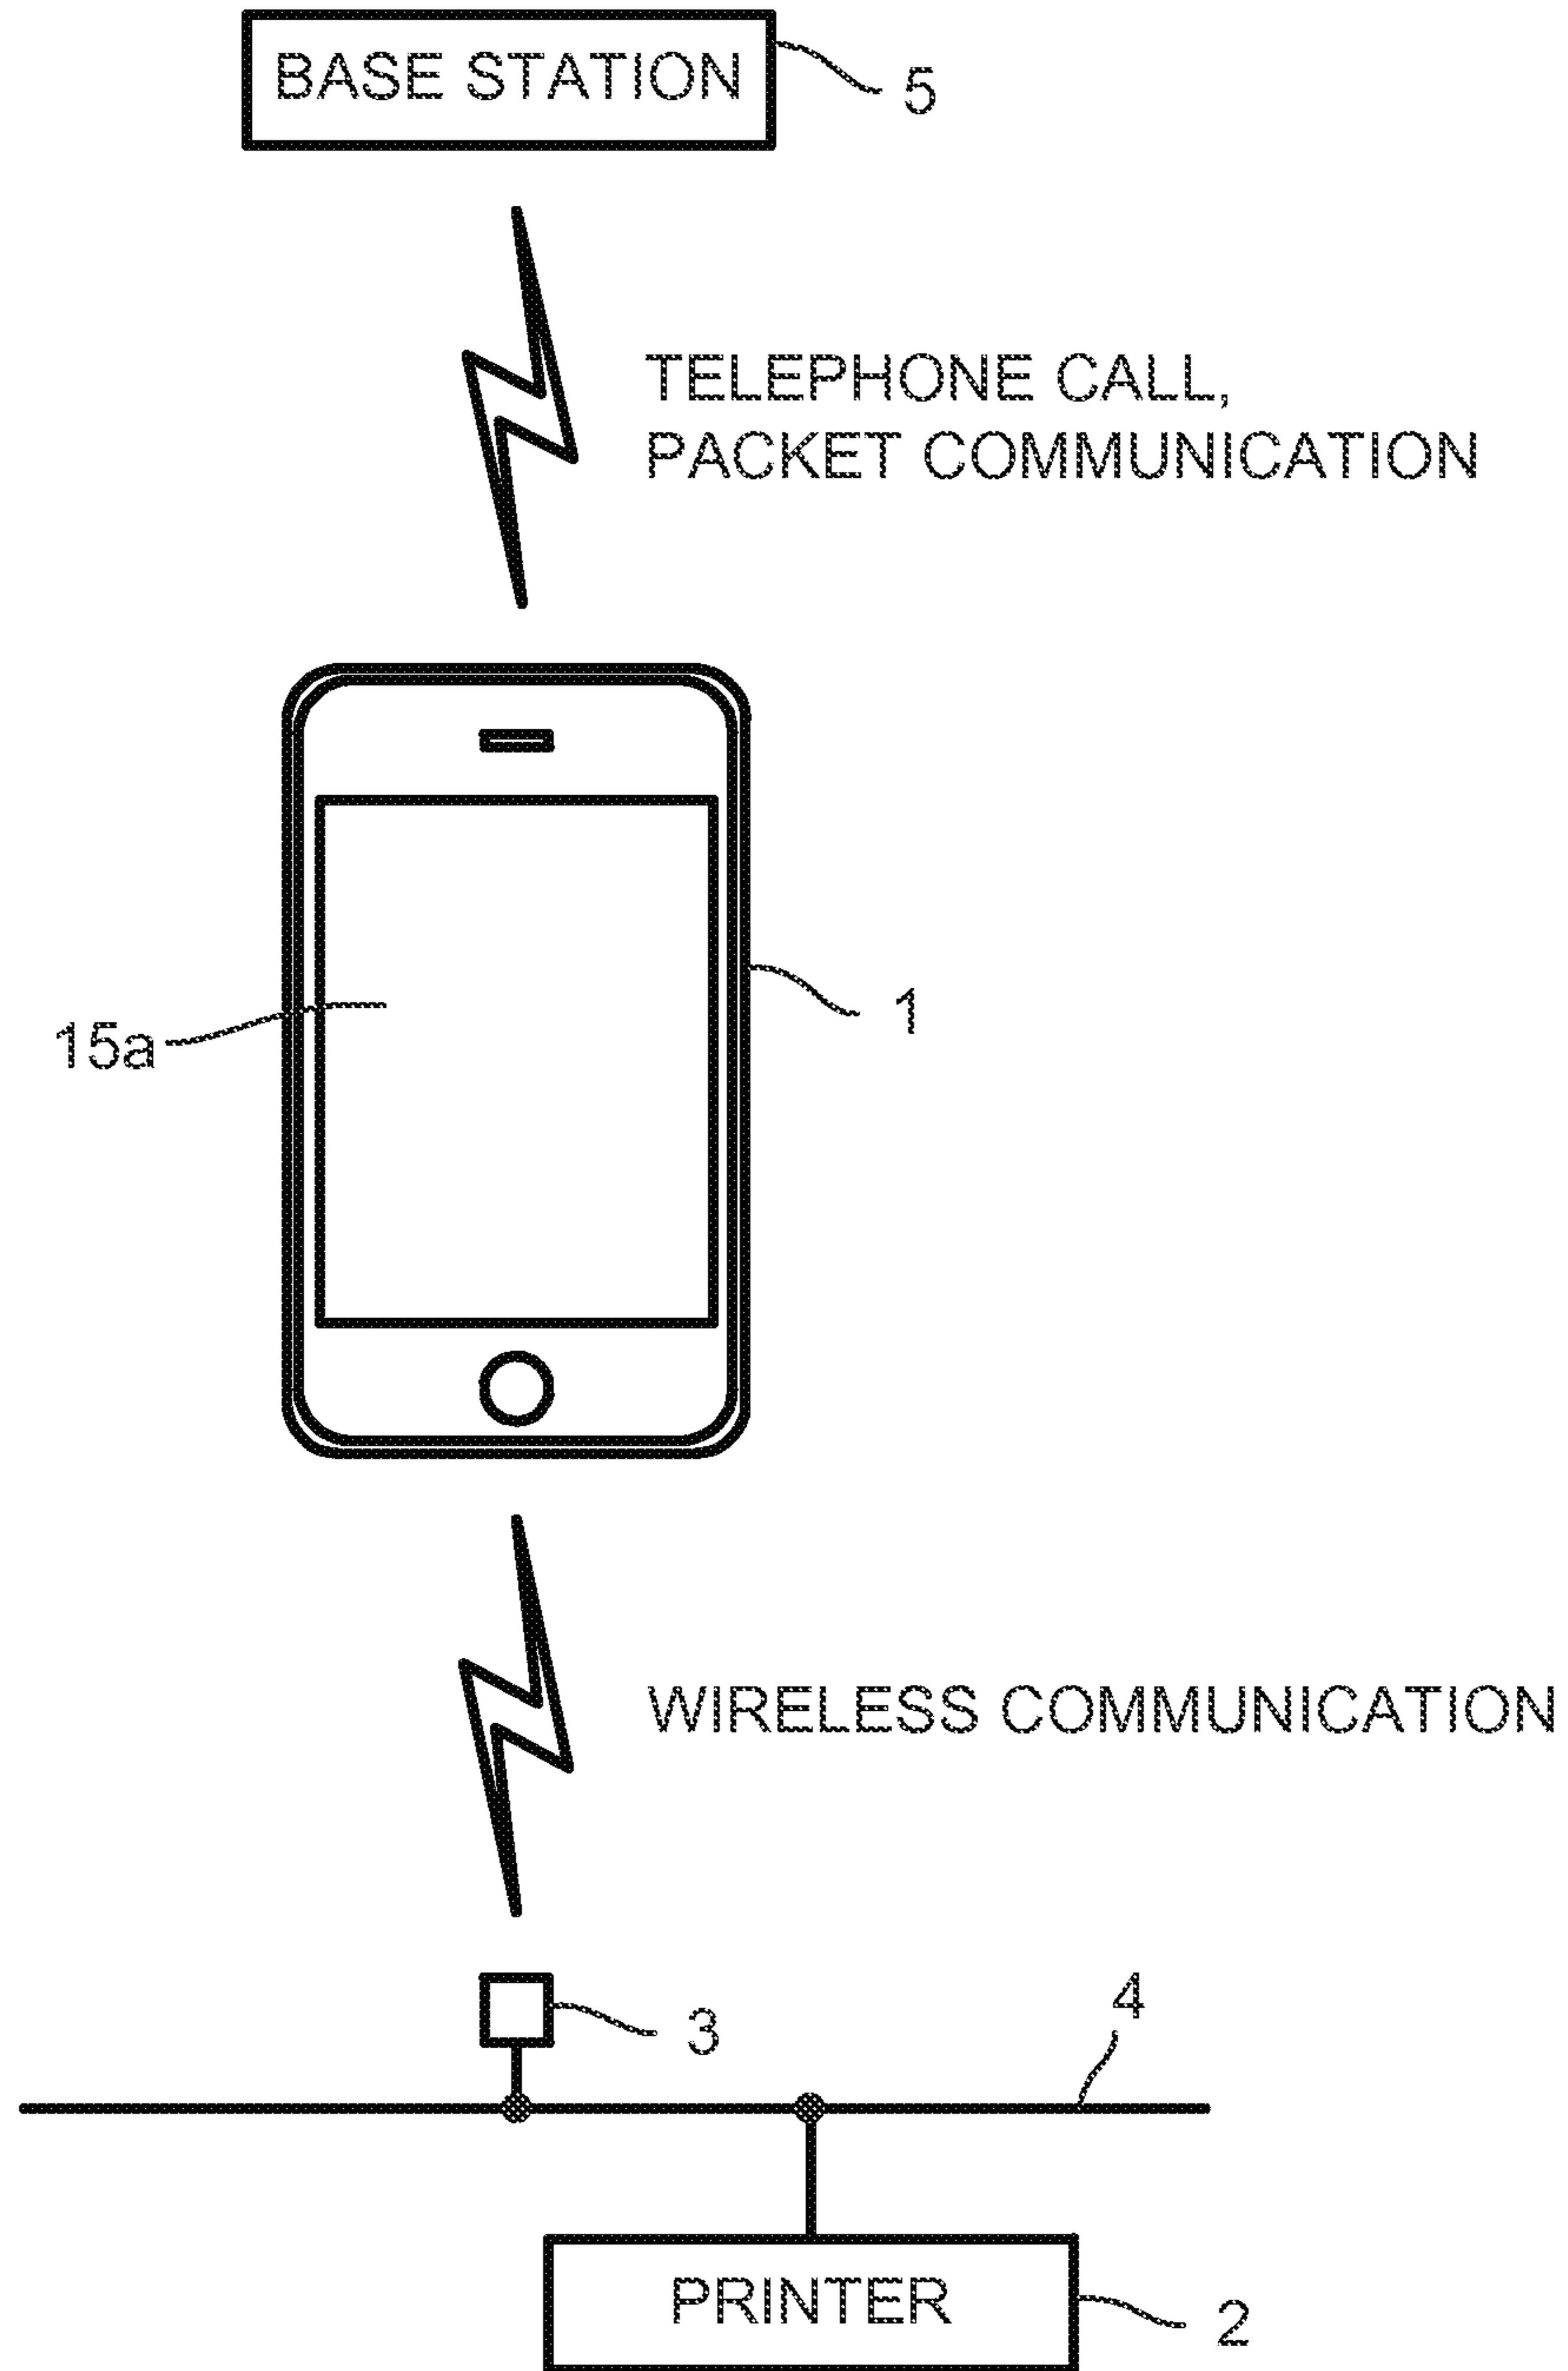 BASE STATION
5
TELEPHONE CALL,
PACKET COMMUNICATION
1
15a
WIRELESS COMMUNICATION
3
4
PRINTER
2